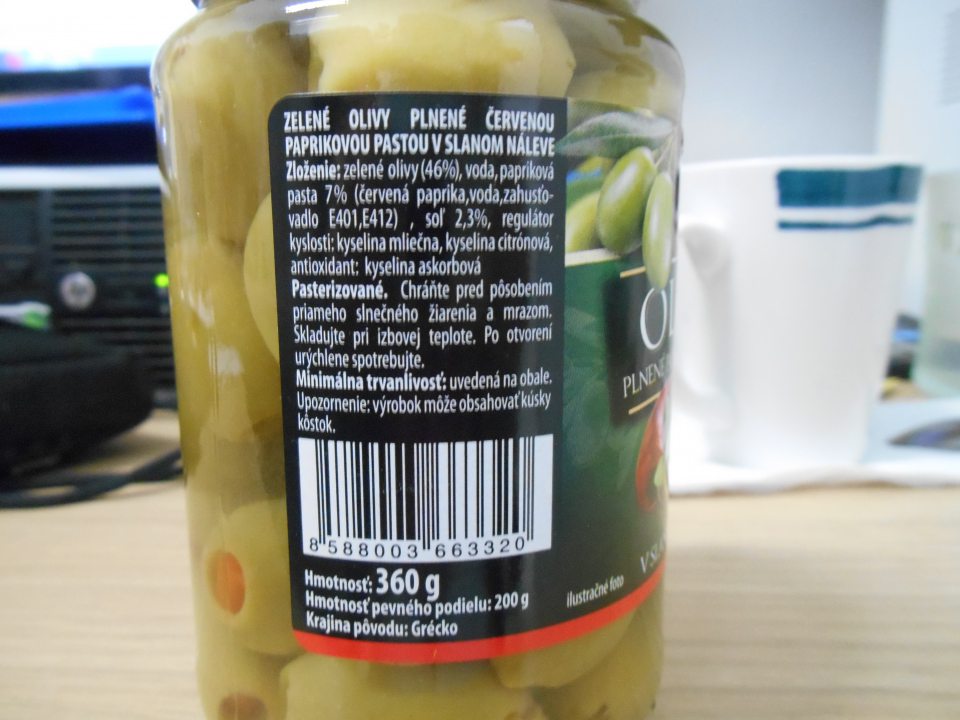 ZELENÉ OLIVY PLNENÉ ČERVENOU
PAPRIKOVOU PASTOU V SLANOM NÁLEVE
Zloženie: zelené olivy (46%), voda, papriková
pasta 7% (červená paprika,voda,zahusťo-
vadlo E401,E412) , soľ 2,3%, regulátor
kyslosti: kyselina mliečna, kyselina citrónová,
antioxidant: kyselina askorbová
Pasterizované. Chráňte pred pôsobením
priameho slnečného žiarenia a mrazom.
Skladujte pri izbovej teplote. Po otvorení
urýchlene spotrebujte.
Minimálna trvanlivosť: uvedená na obale.
Upozornenie: výrobok môže obsahovať kúsky
kôstok.
8 588003 663320
Hmotnosť: 360 g
Hmotnosť pevného podielu: 200 g
Krajina pôvodu: Grécko
ilustračné foto
PLNENÉ